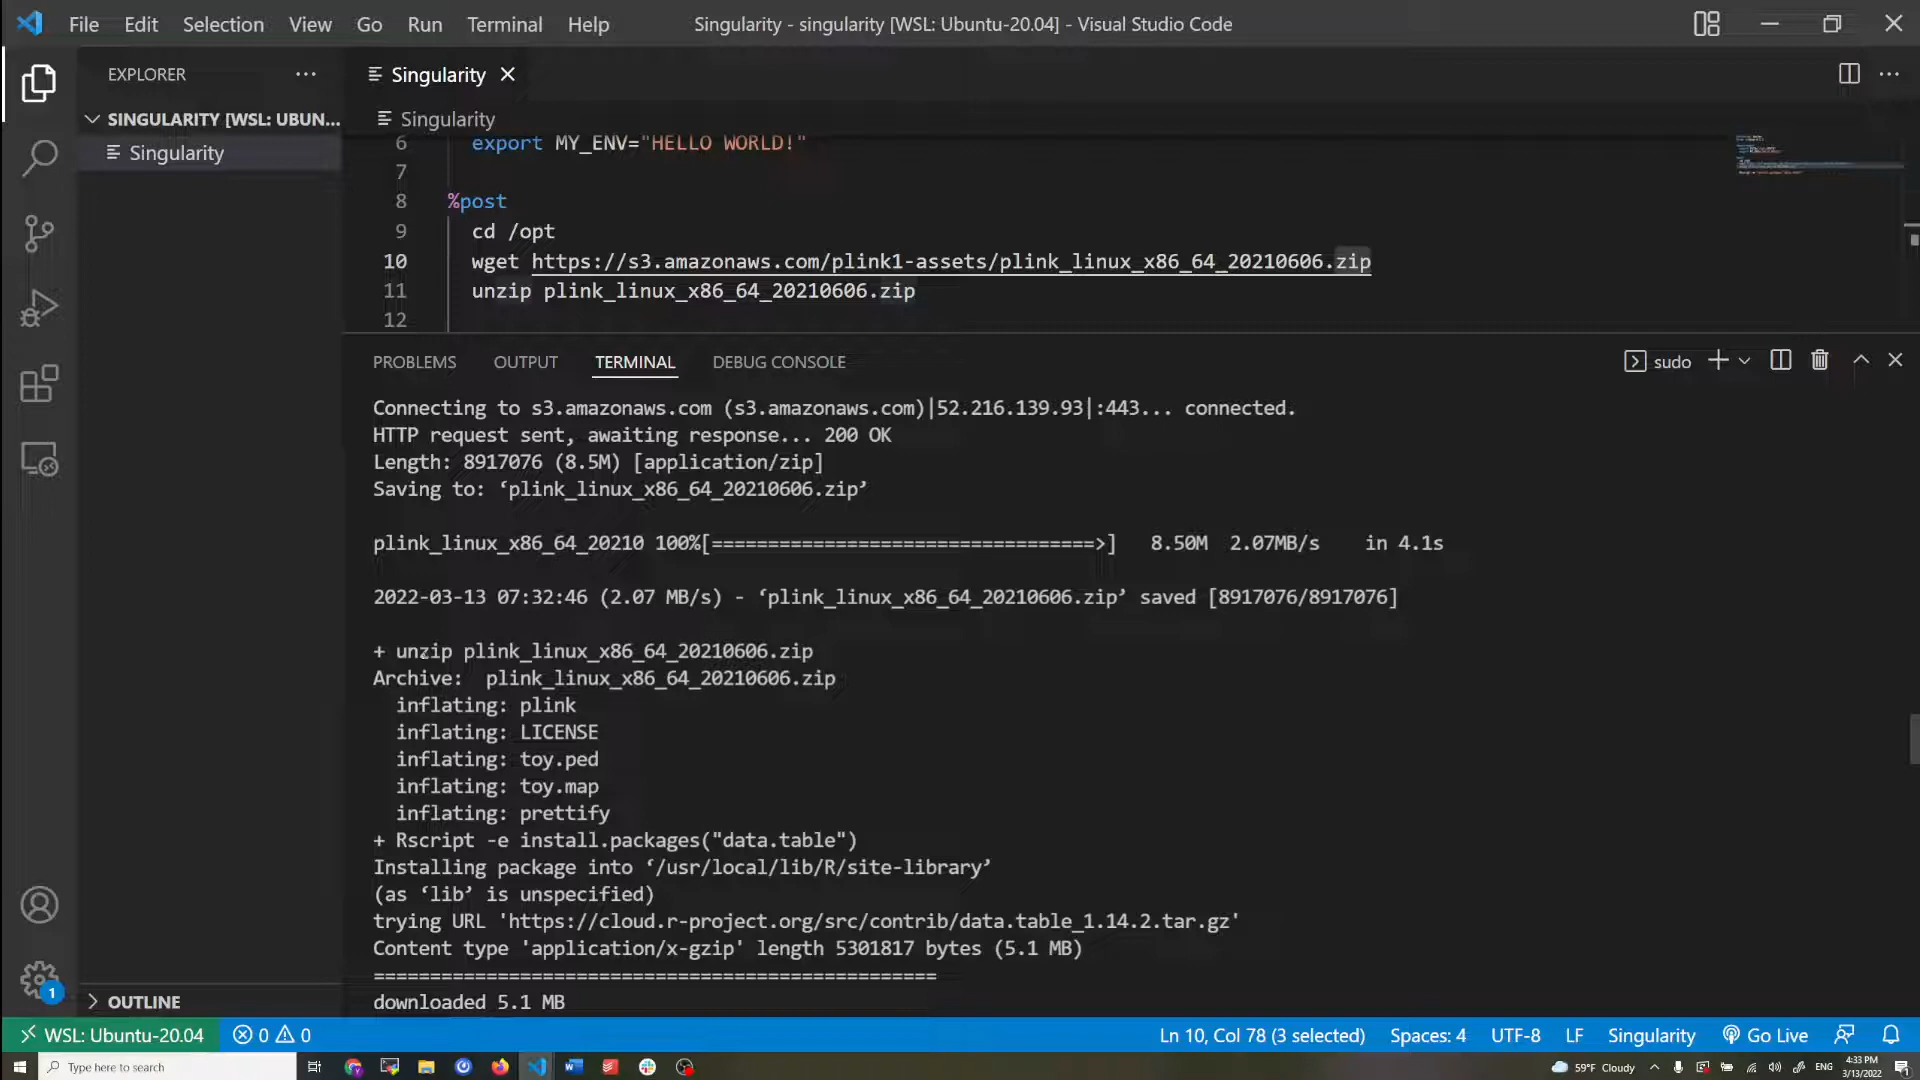 File Edit Selection View Go Run Terminal Help Singularity - singularity [WSL: Ubuntu-20.04] - Visual Studio Code
EXPLORER
SINGULARITY [WSL: UBUN...
Singularity
OUTLINE
Singularity
Singularity
6 export MY_ENV="HELLO WORLD!"
7
8 %post
9 cd /opt
10 wget https://s3.amazonaws.com/plink1-assets/plink_linux_x86_64_20210606.zip
11 unzip plink_linux_x86_64_20210606.zip
12
PROBLEMS OUTPUT TERMINAL DEBUG CONSOLE sudo
Connecting to s3.amazonaws.com (s3.amazonaws.com)|52.216.139.93|:443... connected.
HTTP request sent, awaiting response... 200 OK
Length: 8917076 (8.5M) [application/zip]
Saving to: ‘plink_linux_x86_64_20210606.zip’
plink_linux_x86_64_20210 100%[==================================>] 8.50M 2.07MB/s in 4.1s
2022-03-13 07:32:46 (2.07 MB/s) - ‘plink_linux_x86_64_20210606.zip’ saved [8917076/8917076]
+ unzip plink_linux_x86_64_20210606.zip
Archive: plink_linux_x86_64_20210606.zip
inflating: plink
inflating: LICENSE
inflating: toy.ped
inflating: toy.map
inflating: prettify
+ Rscript -e install.packages("data.table")
Installing package into ‘/usr/local/lib/R/site-library’
(as ‘lib’ is unspecified)
trying URL 'https://cloud.r-project.org/src/contrib/data.table_1.14.2.tar.gz'
Content type 'application/x-gzip' length 5301817 bytes (5.1 MB)
==================================================
downloaded 5.1 MB
1
WSL: Ubuntu-20.04 0 0 Ln 10, Col 78 (3 selected) Spaces: 4 UTF-8 LF Singularity Go Live
Type here to search 59°F Cloudy ENG 4:33 PM
3/13/2022